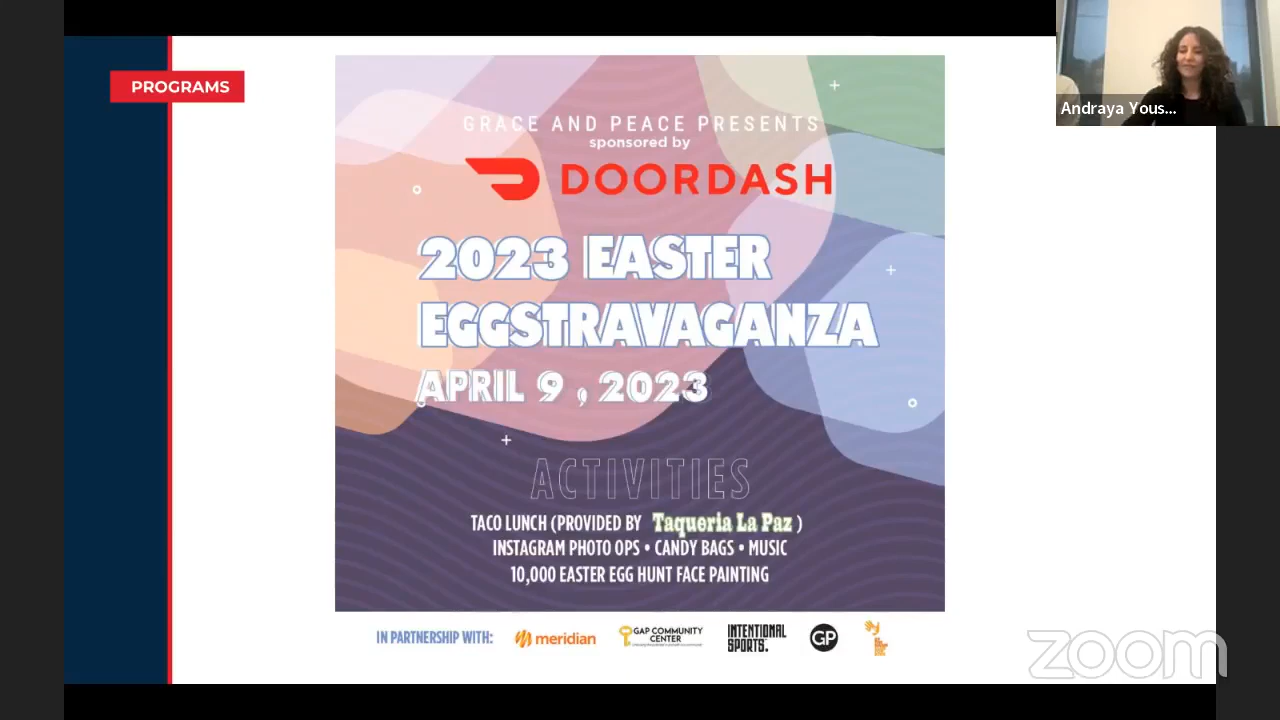 PROGRAMS
Andraya Yous...
GRACE AND PEACE PRESENTS
sponsored by
DOORDASH
2023 EASTER
EGGSTRAVAGANZA
APRIL 9 , 2023
ACTIVITIES
TACO LUNCH (PROVIDED BY Taqueria La Paz )
INSTAGRAM PHOTO OPS • CANDY BAGS • MUSIC
10,000 EASTER EGG HUNT FACE PAINTING
IN PARTNERSHIP WITH:
meridian
GAP COMMUNITY
CENTER
INTENTIONAL
SPORTS.
GP
zoom